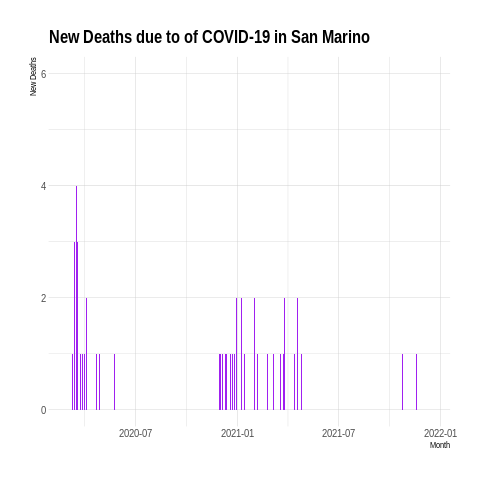 New Deaths due to of COVID-19 in San Marino
New Deaths
6
4
2
0
2020-07 2021-01 2021-07 2022-01
Month